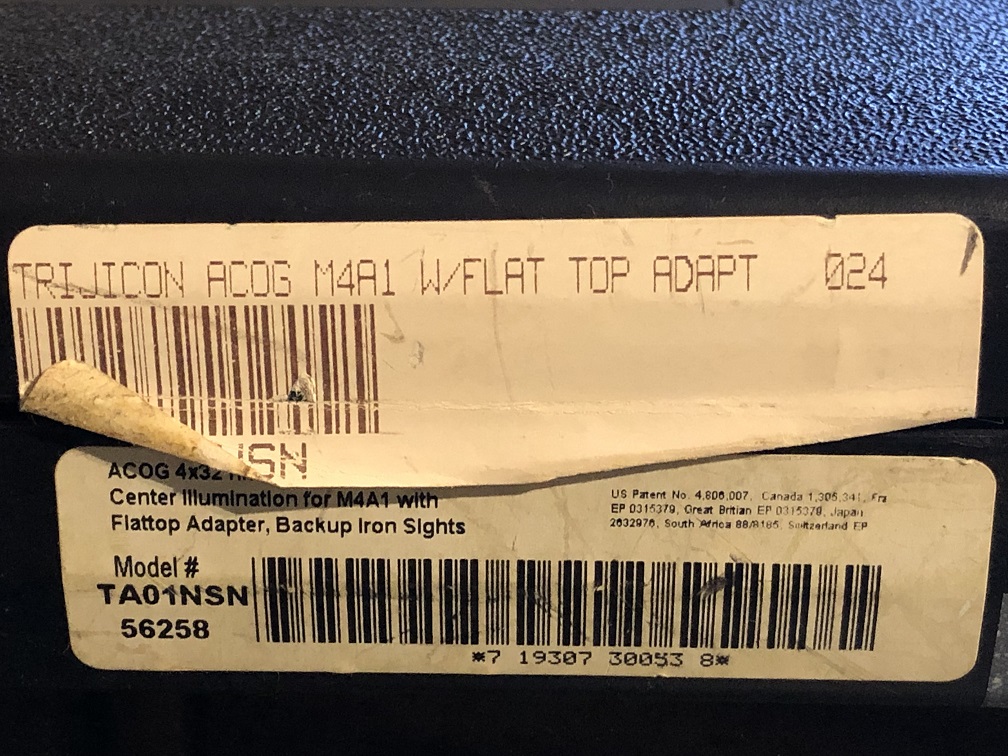 TRIJICON ACOG M4A1 W/FLAT TOP ADAPT 024
NSN
ACOG 4x32
Center Illumination for M4A1 with
Flattop Adapter, Backup Iron Sights
US Patent No. 4,806,007, Canada 1,305,341, Fra
EP 0315379, Great Britian EP 0315379, Japan
2632976, South Africa 88/8185, Switzerland EP
Model #
TA01NSN
56258
*7 19307 30053 8*